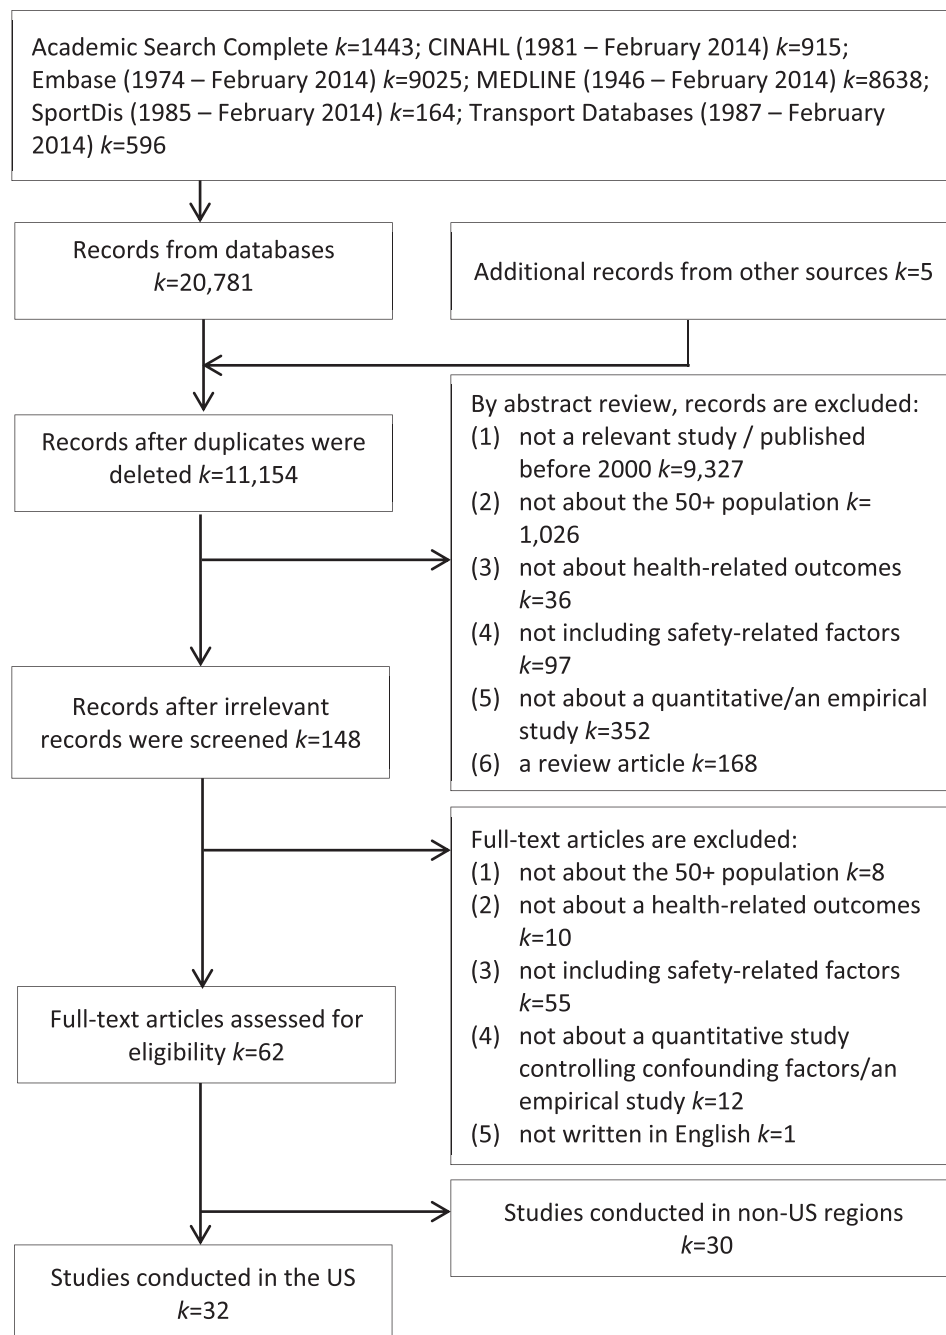 Academic Search Complete k=1443; CINAHL (1981 – February 2014) k=915;
Embase (1974 – February 2014) k=9025; MEDLINE (1946 – February 2014) k=8638;
SportDis (1985 – February 2014) k=164; Transport Databases (1987 – February
2014) k=596
Records from databases
k=20,781
Additional records from other sources k=5
Records after duplicates were
deleted k=11,154
By abstract review, records are excluded:
(1) not a relevant study / published
before 2000 k=9,327
(2) not about the 50+ population k=
1,026
(3) not about health-related outcomes
k=36
(4) not including safety-related factors
k=97
(5) not about a quantitative/an empirical
study k=352
(6) a review article k=168
Records after irrelevant
records were screened k=148
Full-text articles are excluded:
(1) not about the 50+ population k=8
(2) not about a health-related outcomes
k=10
(3) not including safety-related factors
k=55
(4) not about a quantitative study
controlling confounding factors/an
empirical study k=12
(5) not written in English k=1
Full-text articles assessed for
eligibility k=62
Studies conducted in non-US regions
k=30
Studies conducted in the US
k=32